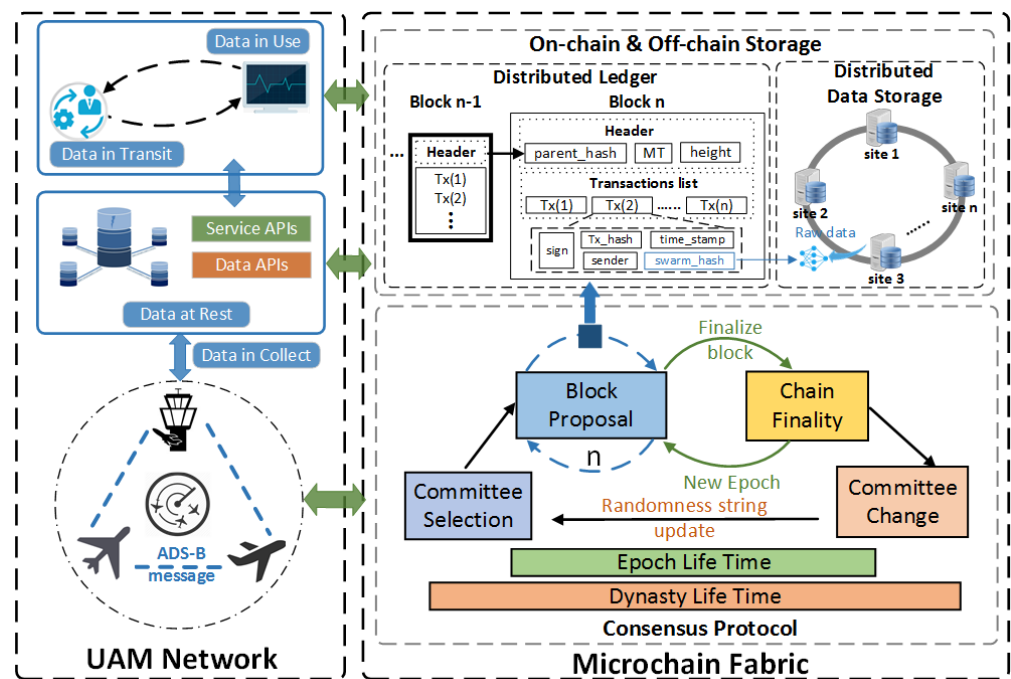 Data in Use
Data in Transit
Service APIs
Data APIs
Data at Rest
Data in Collect
ADS-B
message
UAM Network
On-chain & Off-chain Storage
Distributed Ledger
Block n-1
Block n
...
Header
Tx(1)
Tx(2)
Header
parent_hash
MT
height
Transactions list
Tx(1)
Tx(2)
......
Tx(n)
sign
Tx_hash
time_stamp
sender
swarm_hash
Distributed
Data Storage
site 1
site 2
site n
Raw data
site 3
Finalize
block
Block
Proposal
Chain
Finality
n
New Epoch
Committee
Selection
Randomness string
update
Committee
Change
Epoch Life Time
Dynasty Life Time
Consensus Protocol
Microchain Fabric